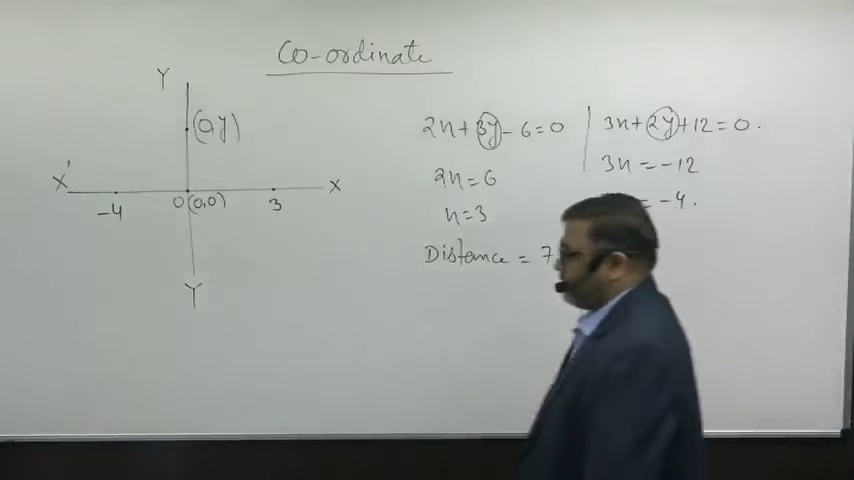 Co-ordinate
Y
(0,y)
X'
X
-4
0(0,0)
3
Y
2x+3y-6=0
2x=6
x=3
Distance = 7
3x+2y+12=0.
3x=-12
=-4.